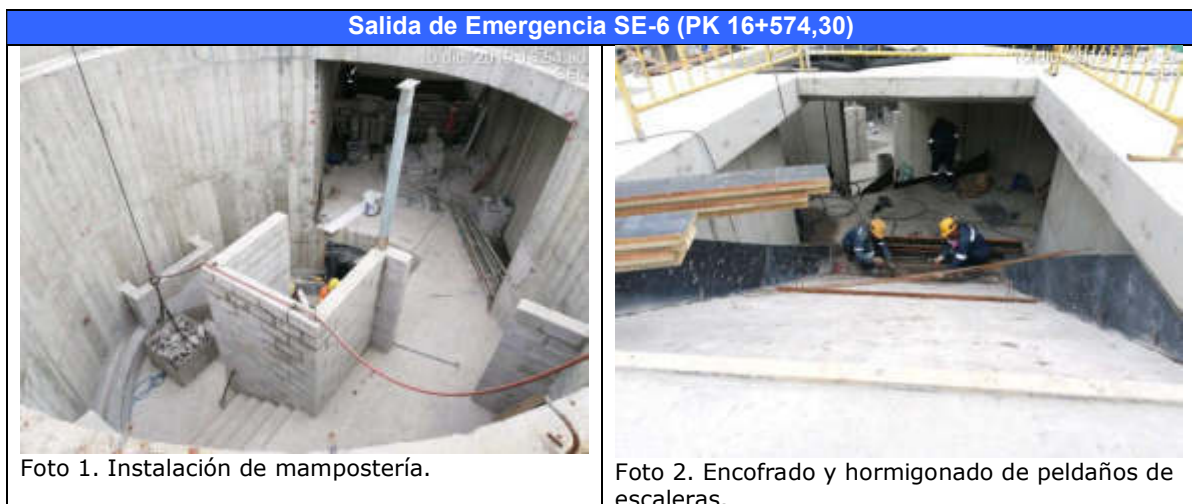 Salida de Emergencia SE-6 (PK 16+574,30)
Foto 1. Instalación de mampostería.
Foto 2. Encofrado y hormigonado de peldaños de
escaleras.